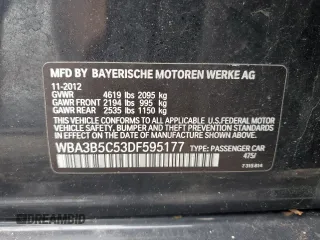 MFD BY BAYERISCHE MOTOREN WERKE AG
11-2012
GVWR 4619 lbs 2095 kg
GAWR FRONT 2194 lbs 995 kg
GAWR REAR 2535 lbs 1150 kg
THIS VEHICLE CONFORMS TO ALL APPLICABLE
U.S.FEDERAL MOTOR
VEHICLE SAFETY, BUMPER, AND THEFT PREVENTION STANDARDS
IN EFFECT ON THE DATE OF MANUFACTURE SHOWN ABOVE.
WBA3B5C53DF595177 TYPE: PASSENGER CAR
475/
DREAMBID